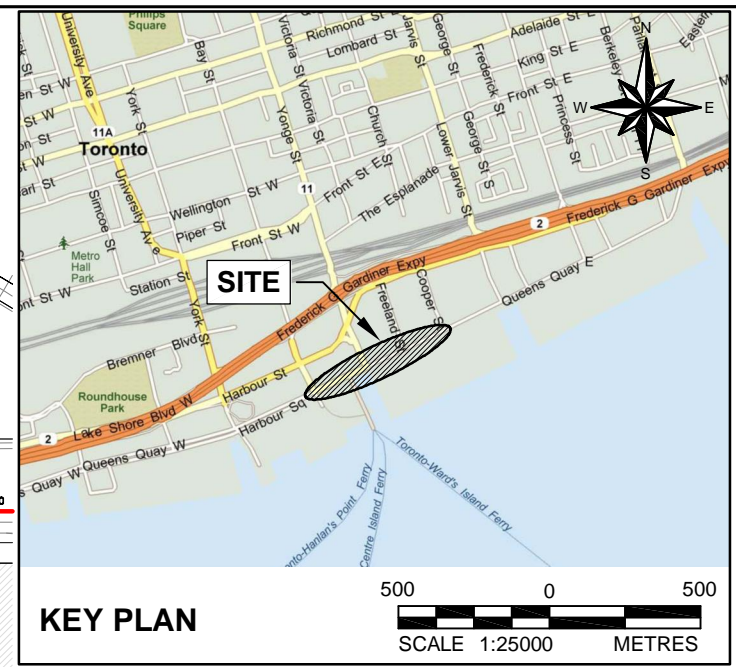 Phillips
Square
University Ave
Bay St
Victoria St
Victoria St
Richmond St E
Lombard St
Jarvis St
George St
Adelaide St E
Frederick St
King St E
Berkeley St
Front St E
Princess St
Eastern
N
W
E
S
York St
11A
Toronto
Yonge St
Church St
Lower Jarvis St
George St S
St W
St W
University Ave
Simcoe St
11
Front St E
The Esplanade
Wellington St W
Piper St
Front St W
2
Frederick G Gardiner Expy
Metro
Hall
Park
Station St
SITE
Frederick G Gardiner Expy
Freeland St
Cooper St
Queens Quay E
York St
Bremner Blvd
Roundhouse
Park
Harbour St
Harbour Sq
2
Lake Shore Blvd W
Queens Quay W
Toronto-Ward's Island Ferry
Centre Island Ferry
KEY PLAN
500
0
500
SCALE 1:25000
METRES